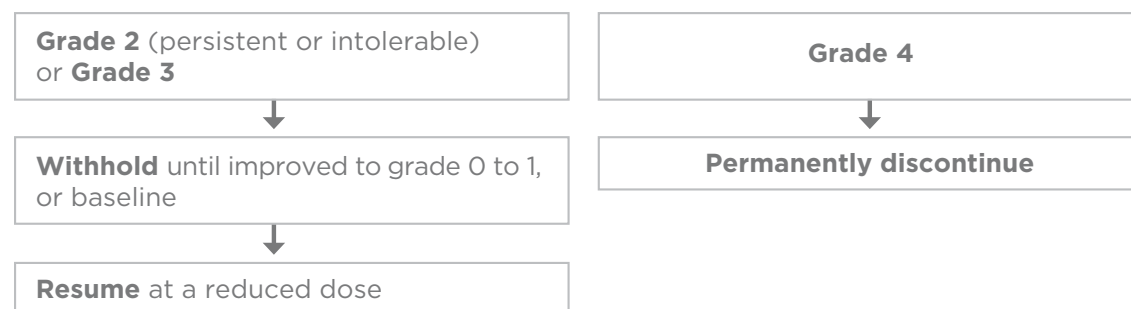 Grade 2 (persistent or intolerable)
or Grade 3
Withhold until improved to grade 0 to 1,
or baseline
Resume at a reduced dose
Grade 4
Permanently discontinue